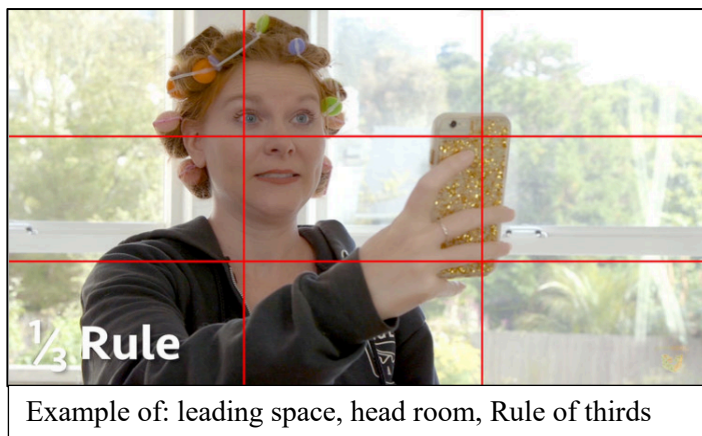 ⅓ Rule
Example of: leading space, head room, Rule of thirds